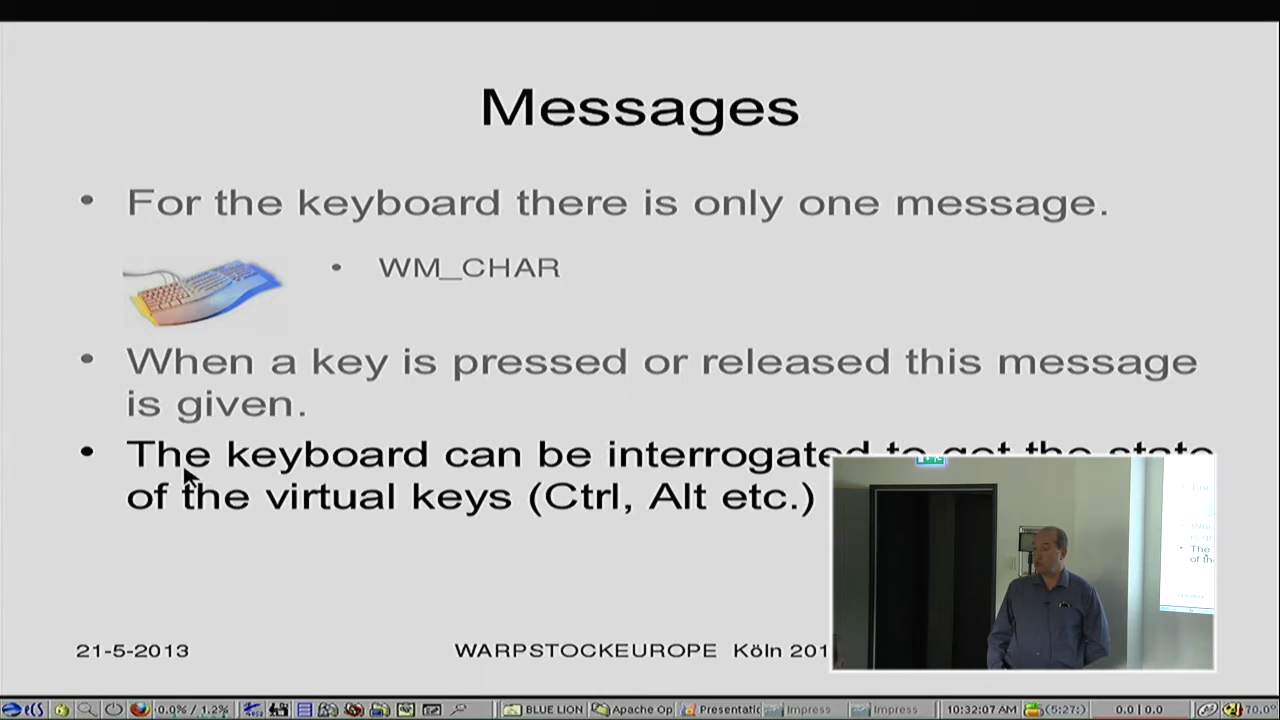 Messages
For the keyboard there is only one message.
WM_CHAR
When a key is pressed or released this message
is given.
The keyboard can be interrogated to get the state
of the virtual keys (Ctrl, Alt etc.)
The
21-5-2013
WARPSTOCKEUROPE Köln 201
eCS
0.0% / 1.2%
BLUE LION
Apache Op
Presentatio
Impress
Impress
10:32:07 AM
(5:27:)
0.0 | 0.0
70.0°